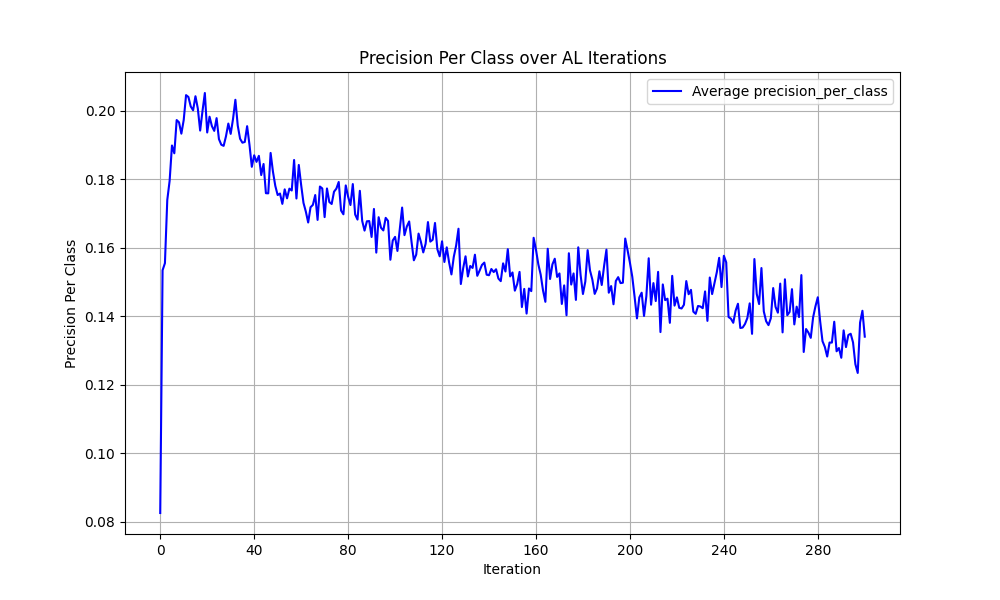 Precision Per Class over AL Iterations
Average precision_per_class
Precision Per Class
0.20
0.18
0.16
0.14
0.12
0.10
0.08
0 40 80 120 160 200 240 280
Iteration